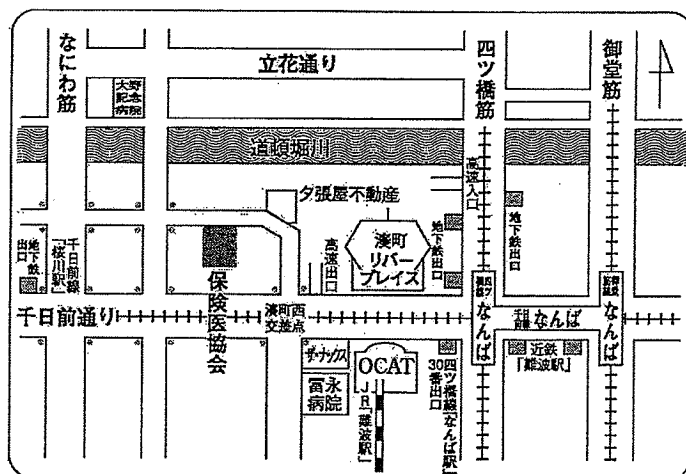 なにわ筋
立花通り
四ツ橋筋
御堂筋
大野
記念
病院
道頓堀川
高速入口
夕張屋不動産
地下鉄出口
地下鉄出口
湊町
リバー
プレイス
高速出口
千日前線
「桜川駅」
地下鉄
出口
保険医協会
千日前通り
湊町西
交差点
四ツ
橋線
なんば
千日
前線
なんば
御堂
筋線
なんば
ザ・ナックス
OCAT
冨永
病院
JR「難波駅」
四ツ橋線「なんば駅」
30番出口
近鉄
「難波駅」